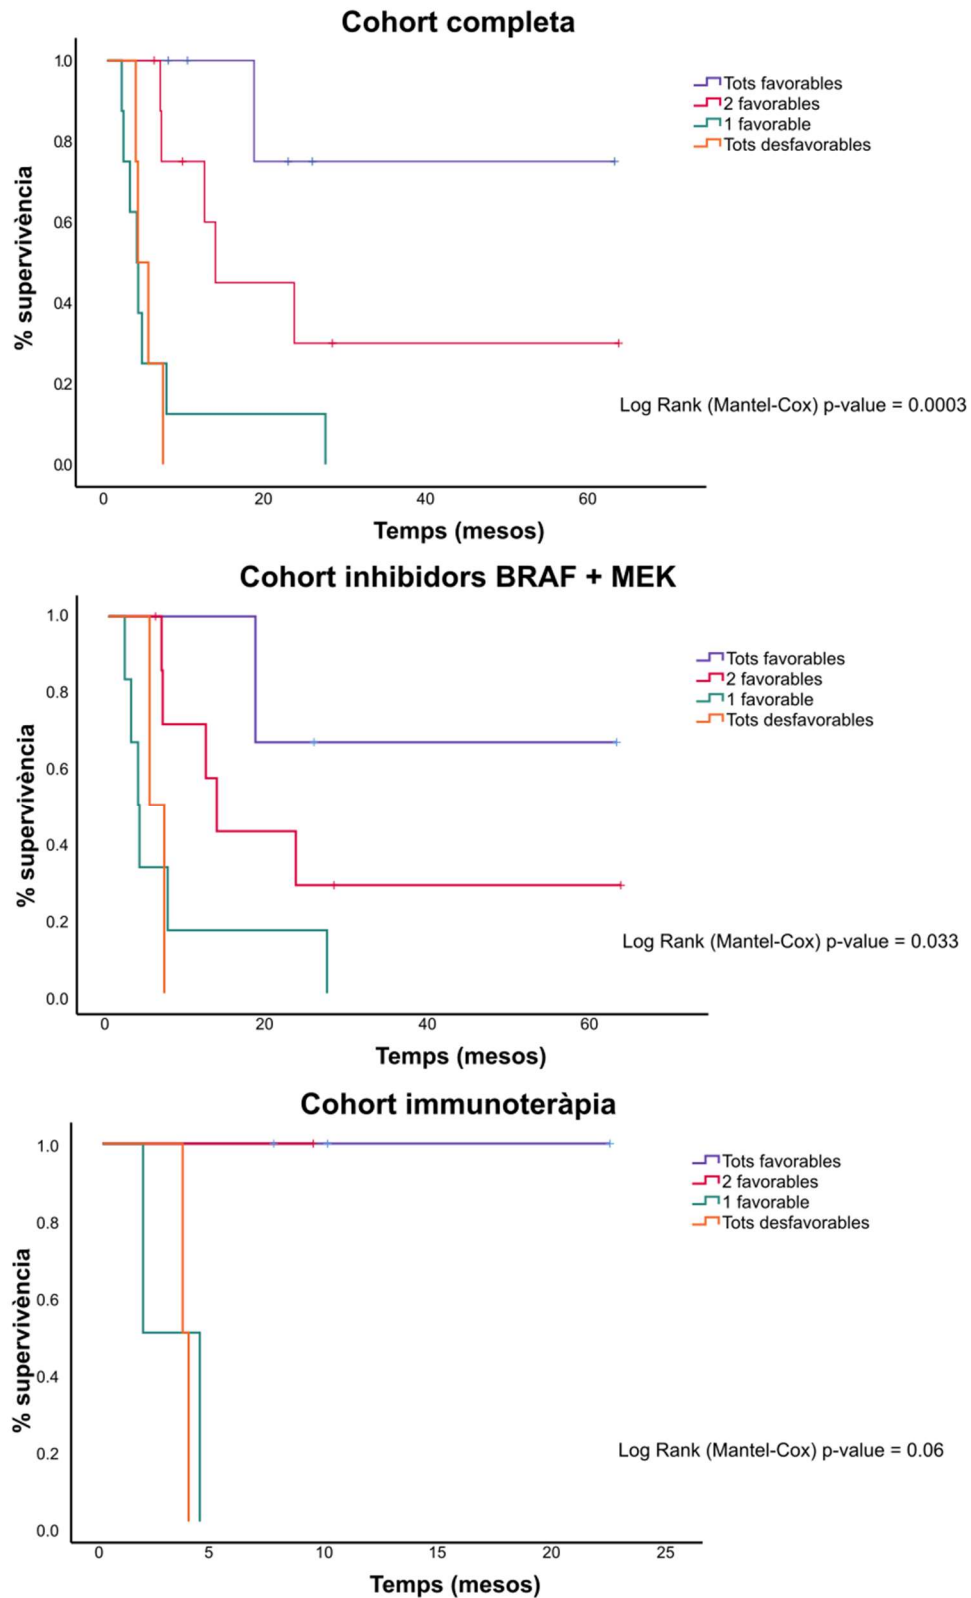 Cohort completa
1.0
0.8
0.6
0.4
0.2
0.0
% supervivència
Tots favorables
2 favorables
1 favorable
Tots desfavorables
Log Rank (Mantel-Cox) p-value = 0.0003
0 20 40 60
Temps (mesos)
Cohort inhibidors BRAF + MEK
1.0
0.8
0.6
0.4
0.2
0.0
% supervivència
Tots favorables
2 favorables
1 favorable
Tots desfavorables
Log Rank (Mantel-Cox) p-value = 0.033
0 20 40 60
Temps (mesos)
Cohort immunoteràpia
1.0
0.8
0.6
0.4
0.2
0.0
% supervivència
Tots favorables
2 favorables
1 favorable
Tots desfavorables
Log Rank (Mantel-Cox) p-value = 0.06
0 5 10 15 20 25
Temps (mesos)